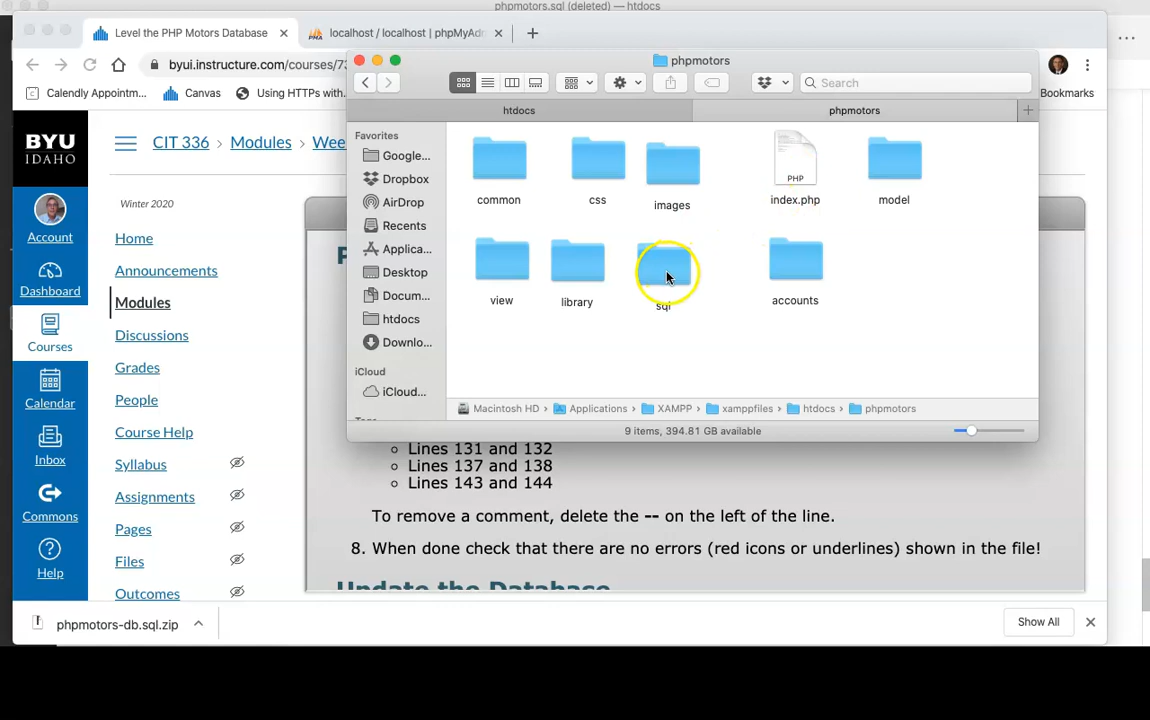 phpmotors.sql (deleted) — htdocs
Level the PHP Motors Database
localhost / localhost | phpMyAdm
byui.instructure.com/courses/73
Calendly Appointm...
Canvas
Using HTTPS with.
Bookmarks
phpmotors
Search
htdocs
phpmotors
Favorites
Google...
Dropbox
AirDrop
Recents
Applica...
Desktop
Docum...
htdocs
Downlo...
iCloud
iCloud...
common
css
images
PHP
index.php
model
view
library
sql
accounts
Macintosh HD › Applications › XAMPP › xamppfiles › htdocs › phpmotors
9 items, 394.81 GB available
BYU
IDAHO
Account
Dashboard
Courses
Calendar
Inbox
Commons
Help
CIT 336 › Modules › Wee
Winter 2020
Home
Announcements
Modules
Discussions
Grades
People
Course Help
Syllabus
Assignments
Pages
Files
Outcomes
Lines 131 and 132
Lines 137 and 138
Lines 143 and 144
To remove a comment, delete the -- on the left of the line.
8. When done check that there are no errors (red icons or underlines) shown in the file!
Update the Database
phpmotors-db.sql.zip
Show All